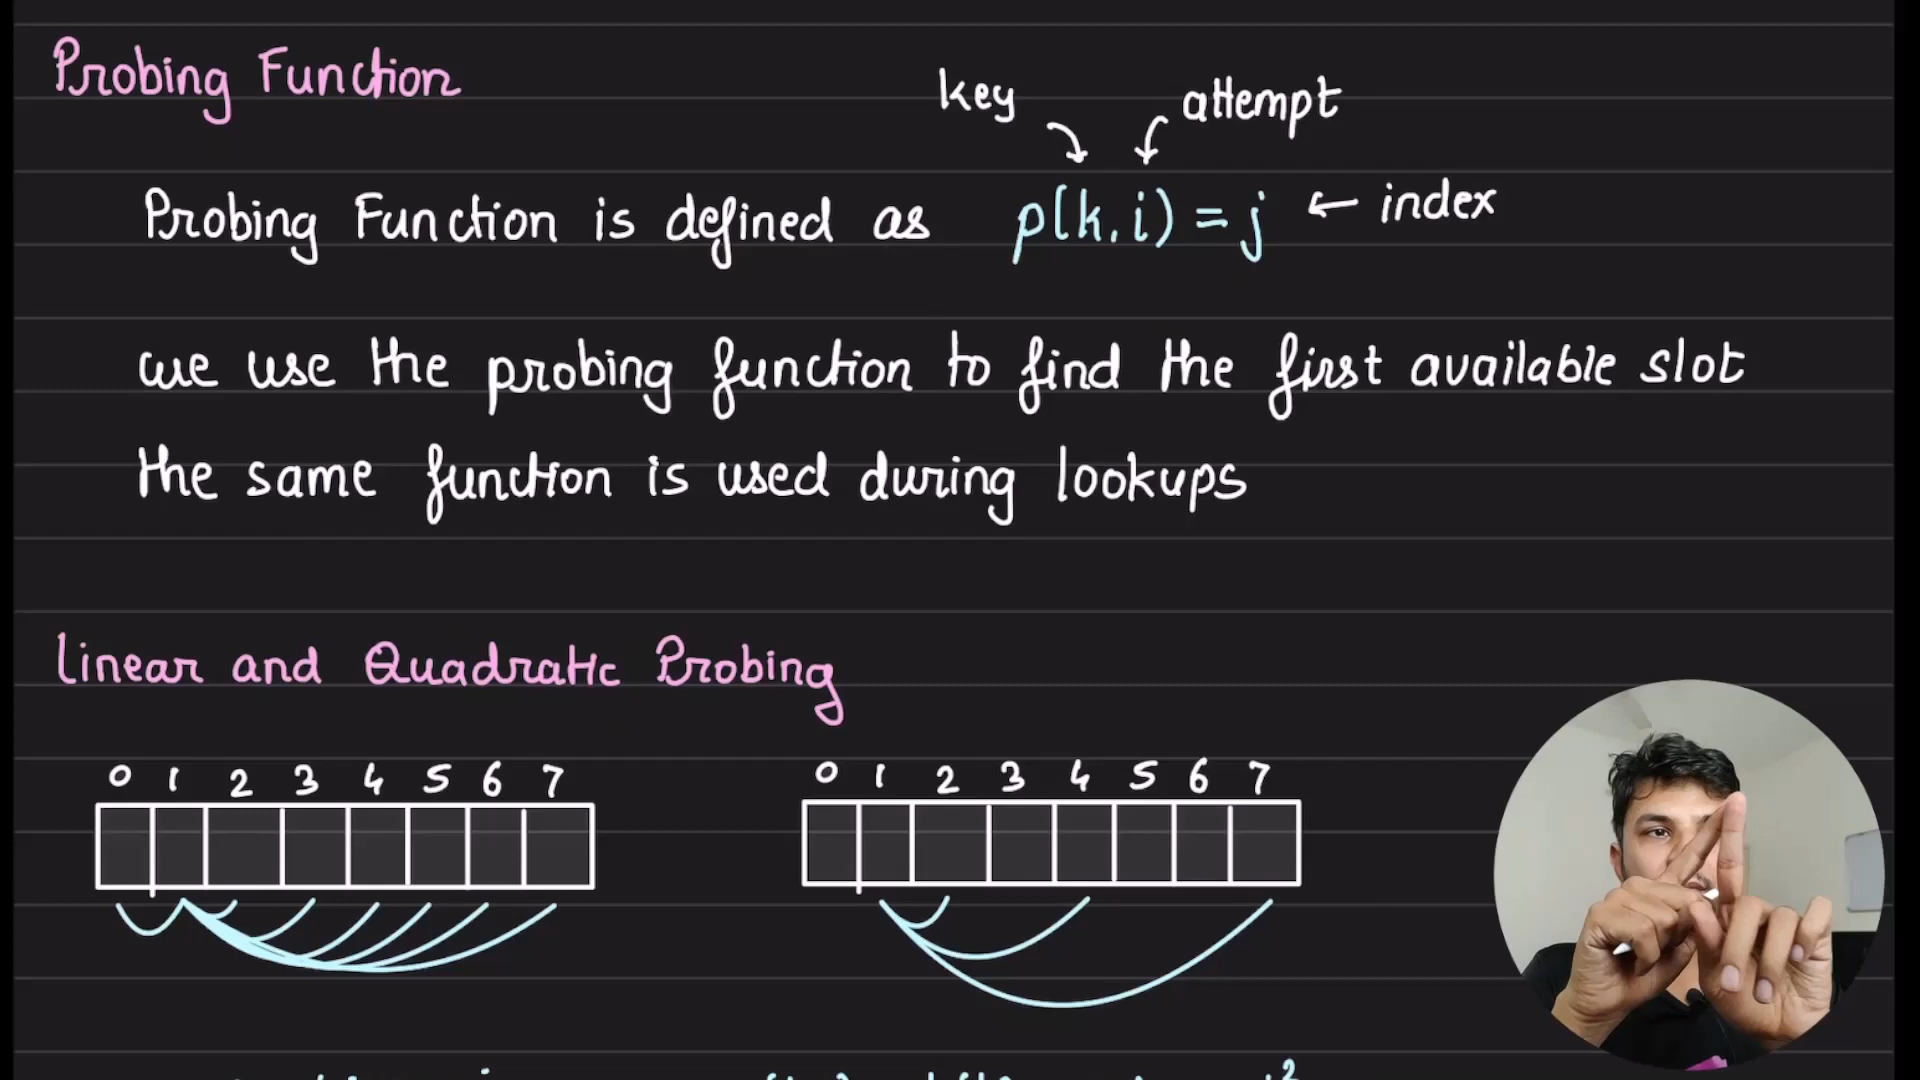 Probing Function
key attempt
Probing Function is defined as p(k, i) = j ← index
we use the probing function to find the first available slot
the same function is used during lookups
Linear and Quadratic Probing
0 1 2 3 4 5 6 7
0 1 2 3 4 5 6 7